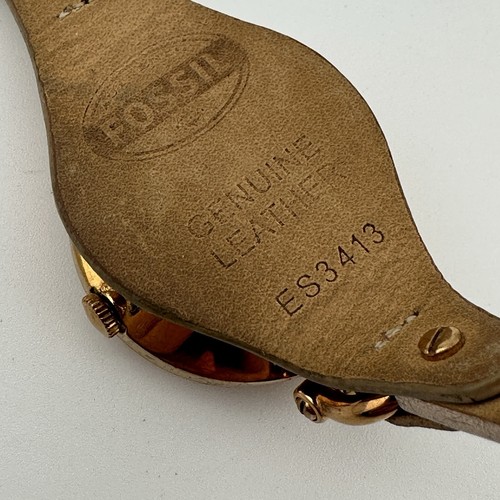 FOSSIL
GENUINE
LEATHER
ES3413